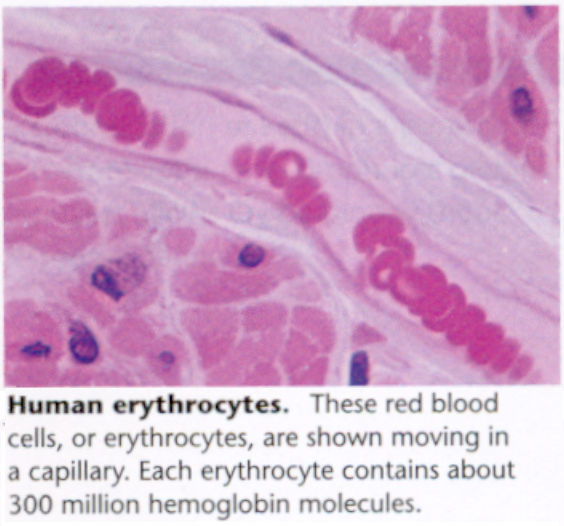 Human erythrocytes. These red blood
cells, or erythrocytes, are shown moving in
a capillary. Each erythrocyte contains about
300 million hemoglobin molecules.